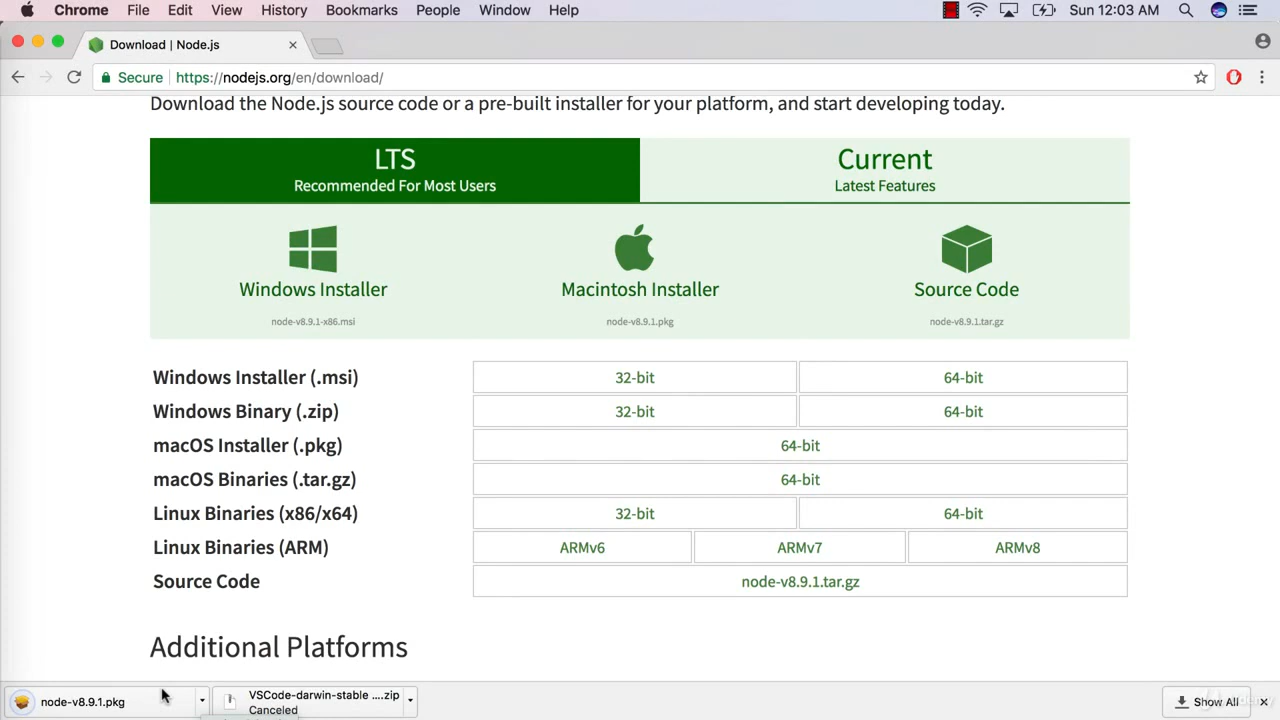 Chrome File Edit View History Bookmarks People Window Help Sun 12:03 AM
Download | Node.js
Secure https://nodejs.org/en/download/
Download the Node.js source code or a pre-built installer for your platform, and start developing today.
LTS Current
Recommended For Most Users Latest Features
Windows Installer Macintosh Installer Source Code
node-v8.9.1-x86.msi node-v8.9.1.pkg node-v8.9.1.tar.gz
Windows Installer (.msi) 32-bit 64-bit
Windows Binary (.zip) 32-bit 64-bit
macOS Installer (.pkg) 64-bit
macOS Binaries (.tar.gz) 64-bit
Linux Binaries (x86/x64) 32-bit 64-bit
Linux Binaries (ARM) ARMv6 ARMv7 ARMv8
Source Code node-v8.9.1.tar.gz
Additional Platforms
node-v8.9.1.pkg VSCode-darwin-stable ....zip Show All
Canceled